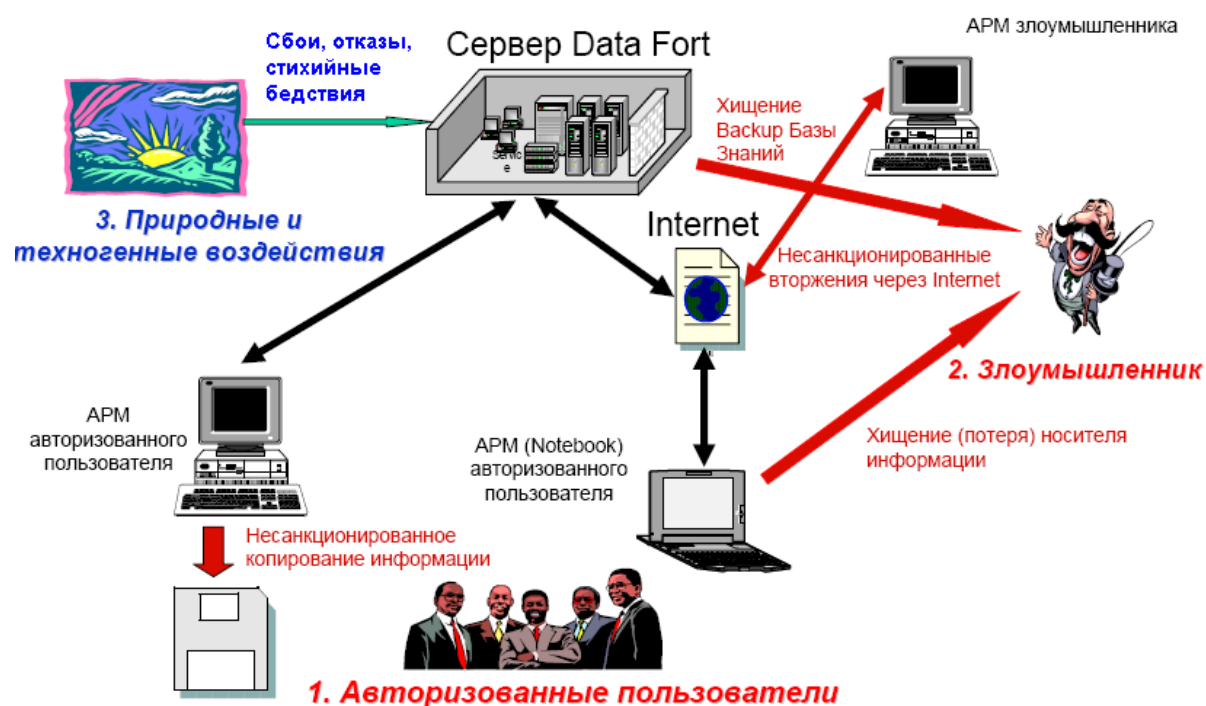 АРМ злоумышленника
Сбои, отказы,
стихийные
бедствия
Сервер Data Fort
Хищение
Backup Базы
Знаний
Servic
e
3. Природные и
техногенные воздействия
Internet
Несанкционированные
вторжения через Internet
2. Злоумышленник
АРМ
авторизованного
пользователя
АРМ (Notebook)
авторизованного
пользователя
Хищение (потеря) носителя
информации
Несанкционированное
копирование информации
1. Авторизованные пользователи